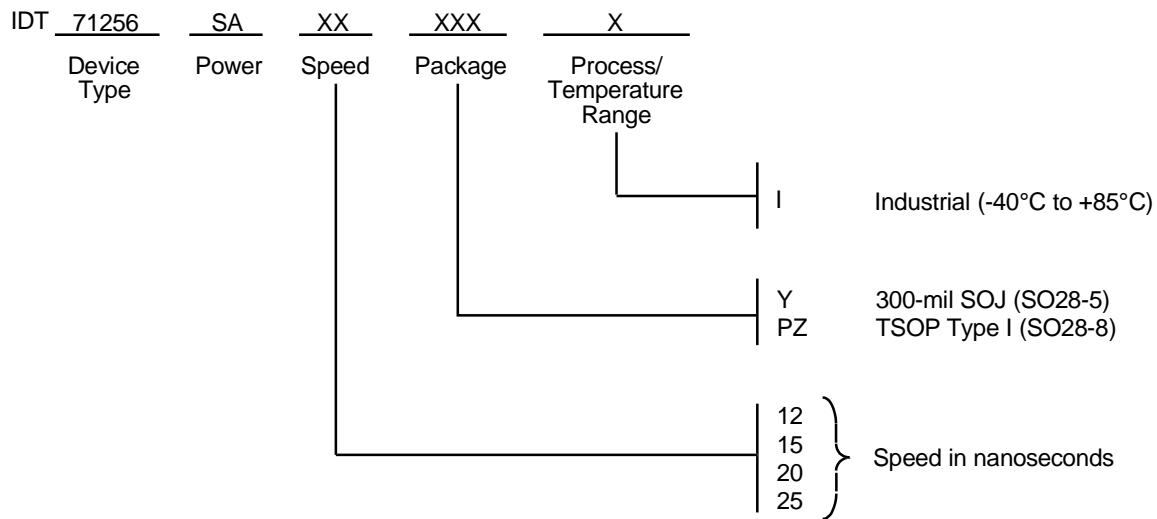 IDT 71256 SA XX XXX X
Device Type Power Speed Package Process/ Temperature Range
I Industrial (-40°C to +85°C)
Y 300-mil SOJ (SO28-5)
PZ TSOP Type I (SO28-8)
12
15
20
25
Speed in nanoseconds